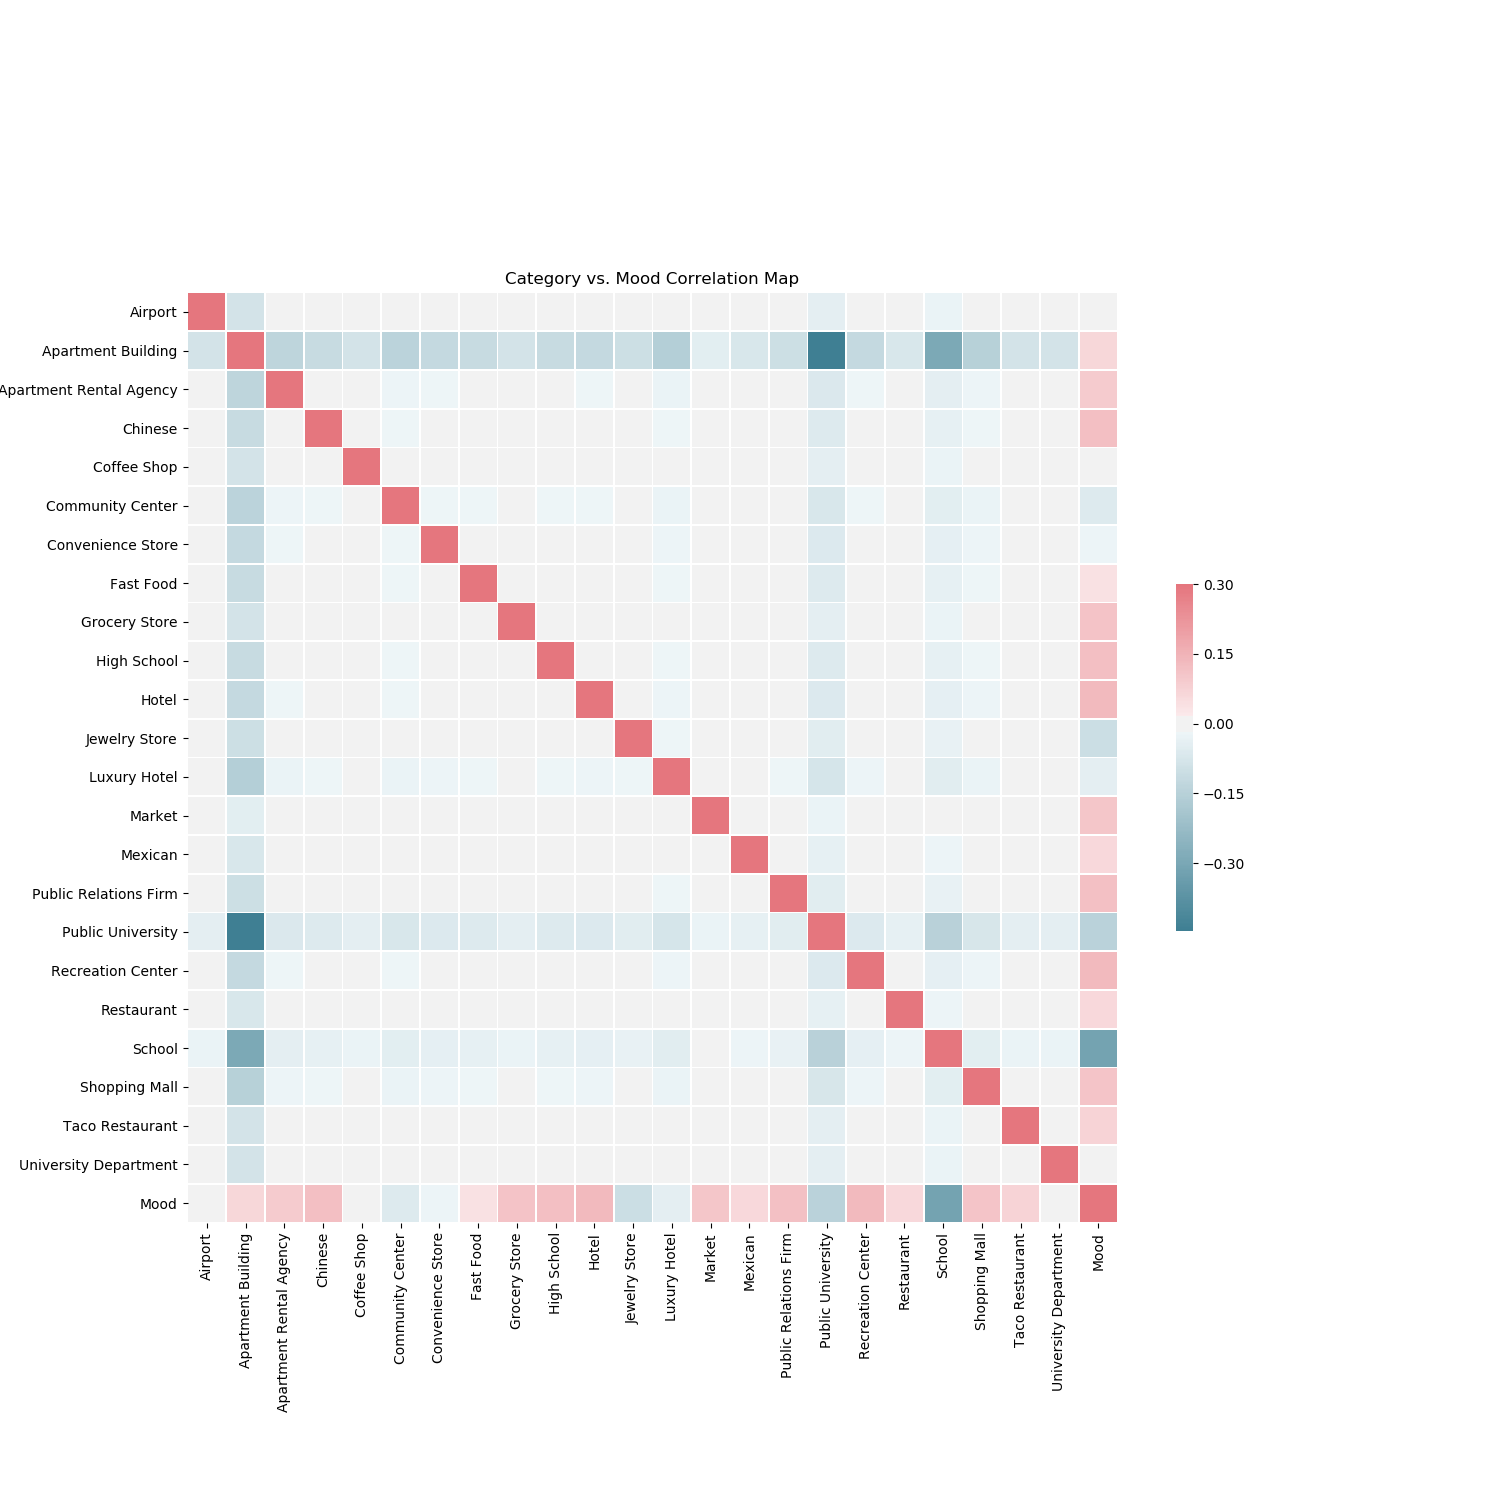 Category vs. Mood Correlation Map
Airport
Apartment Building
Apartment Rental Agency
Chinese
Coffee Shop
Community Center
Convenience Store
Fast Food
Grocery Store
High School
Hotel
Jewelry Store
Luxury Hotel
Market
Mexican
Public Relations Firm
Public University
Recreation Center
Restaurant
School
Shopping Mall
Taco Restaurant
University Department
Mood
Airport
Apartment Building
Apartment Rental Agency
Chinese
Coffee Shop
Community Center
Convenience Store
Fast Food
Grocery Store
High School
Hotel
Jewelry Store
Luxury Hotel
Market
Mexican
Public Relations Firm
Public University
Recreation Center
Restaurant
School
Shopping Mall
Taco Restaurant
University Department
Mood
0.30
0.15
0.00
−0.15
−0.30